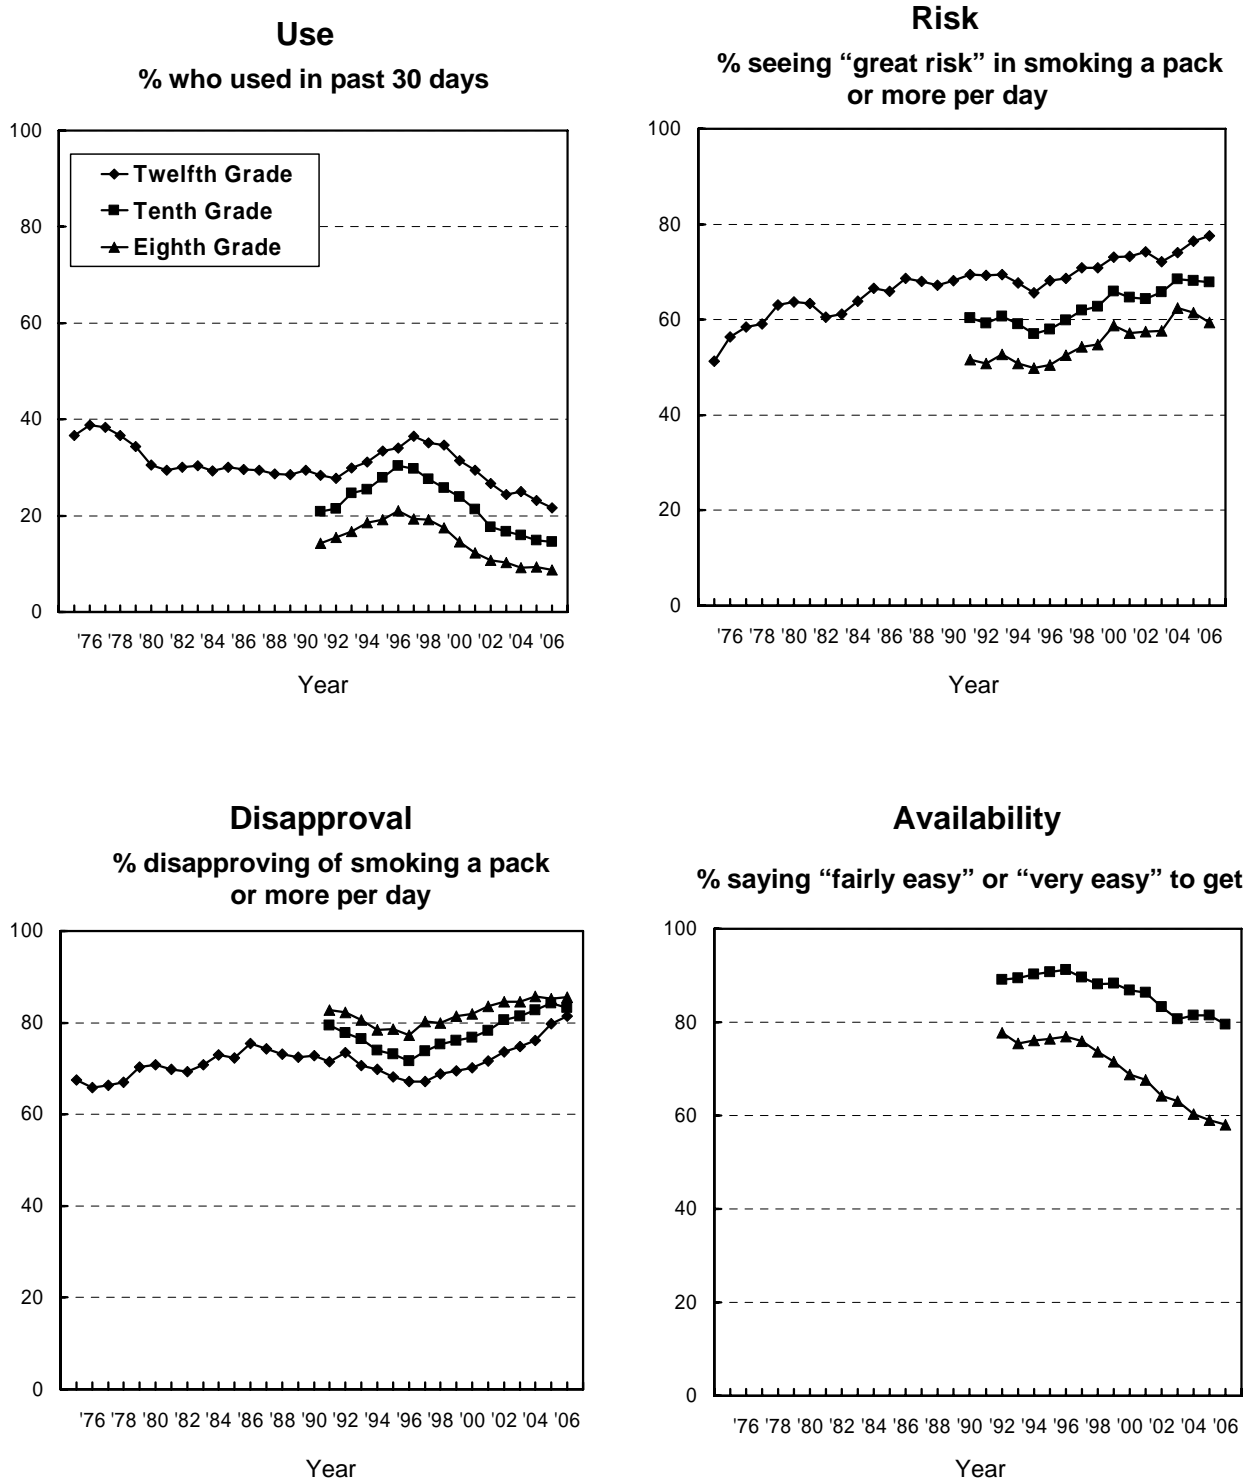 Use
% who used in past 30 days
100
80
60
40
20
0
Twelfth Grade
Tenth Grade
Eighth Grade
'76 '78 '80 '82 '84 '86 '88 '90 '92 '94 '96 '98 '00 '02 '04 '06
Year
Risk
% seeing “great risk” in smoking a pack
or more per day
100
80
60
40
20
0
'76 '78 '80 '82 '84 '86 '88 '90 '92 '94 '96 '98 '00 '02 '04 '06
Year
Disapproval
% disapproving of smoking a pack
or more per day
100
80
60
40
20
0
'76 '78 '80 '82 '84 '86 '88 '90 '92 '94 '96 '98 '00 '02 '04 '06
Year
Availability
% saying “fairly easy” or “very easy” to get
100
80
60
40
20
0
'76 '78 '80 '82 '84 '86 '88 '90 '92 '94 '96 '98 '00 '02 '04 '06
Year